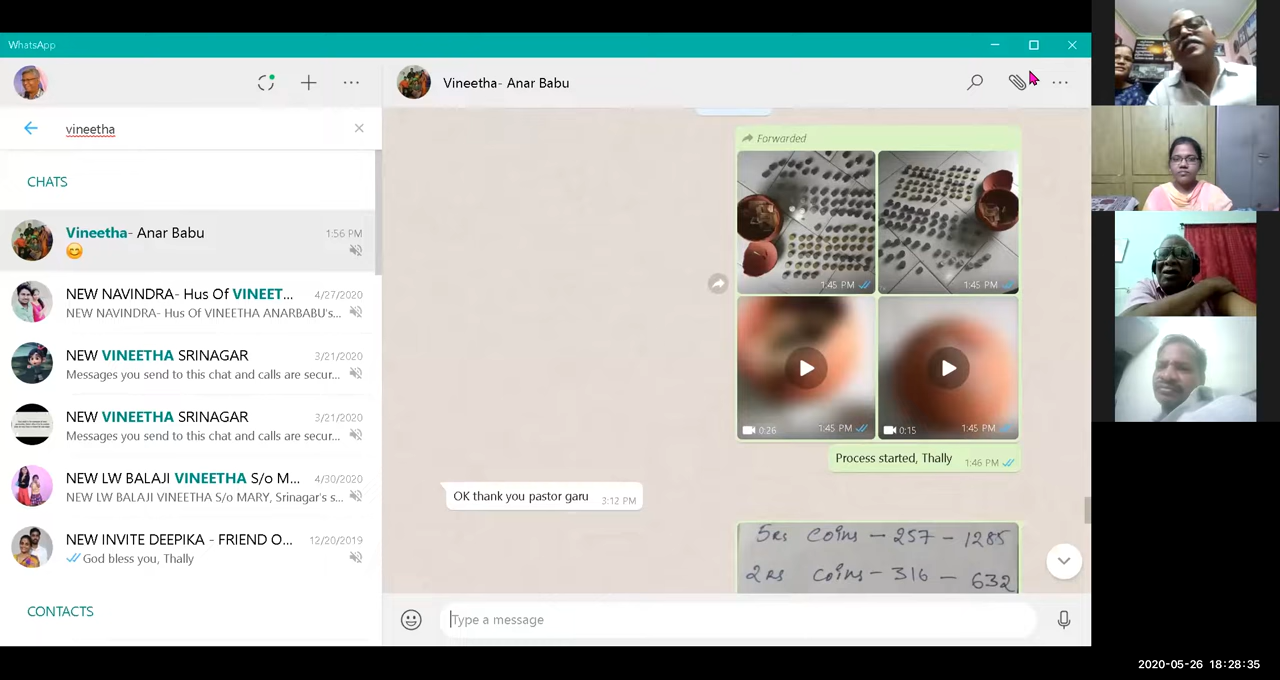 WhatsApp
vineetha
CHATS
Vineetha- Anar Babu
1:56 PM
NEW NAVINDRA- Hus Of VINEET...
4/27/2020
NEW NAVINDRA- Hus Of VINEETHA ANARBABU's...
NEW VINEETHA SRINAGAR
3/21/2020
Messages you send to this chat and calls are secur...
NEW VINEETHA SRINAGAR
3/21/2020
Messages you send to this chat and calls are secur...
NEW LW BALAJI VINEETHA S/o M...
4/30/2020
NEW LW BALAJI VINEETHA S/o MARY, Srinagar's s...
NEW INVITE DEEPIKA - FRIEND O...
12/20/2019
God bless you, Thally
CONTACTS
Vineetha- Anar Babu
Forwarded
1:45 PM
1:45 PM
0:26
1:45 PM
0:15
1:45 PM
Process started, Thally
1:46 PM
OK thank you pastor garu
3:12 PM
5Rs coins - 257 - 1285
2Rs coins - 316 - 632
Type a message
2020-05-26 18:28:35